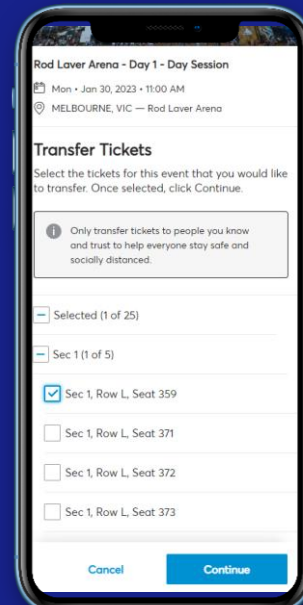 Rod Laver Arena - Day 1 - Day Session
Mon • Jan 30, 2023 • 11:00 AM
MELBOURNE, VIC — Rod Laver Arena
Transfer Tickets
Select the tickets for this event that you would like
to transfer. Once selected, click Continue.
Only transfer tickets to people you know
and trust to help everyone stay safe and
socially distanced.
Selected (1 of 25)
Sec 1 (1 of 5)
Sec 1, Row L, Seat 359
Sec 1, Row L, Seat 371
Sec 1, Row L, Seat 372
Sec 1, Row L, Seat 373
Cancel
Continue